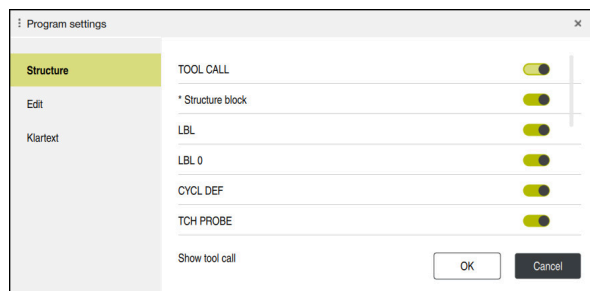 Program settings
Structure
Edit
Klartext
TOOL CALL
* Structure block
LBL
LBL 0
CYCL DEF
TCH PROBE
Show tool call
OK
Cancel